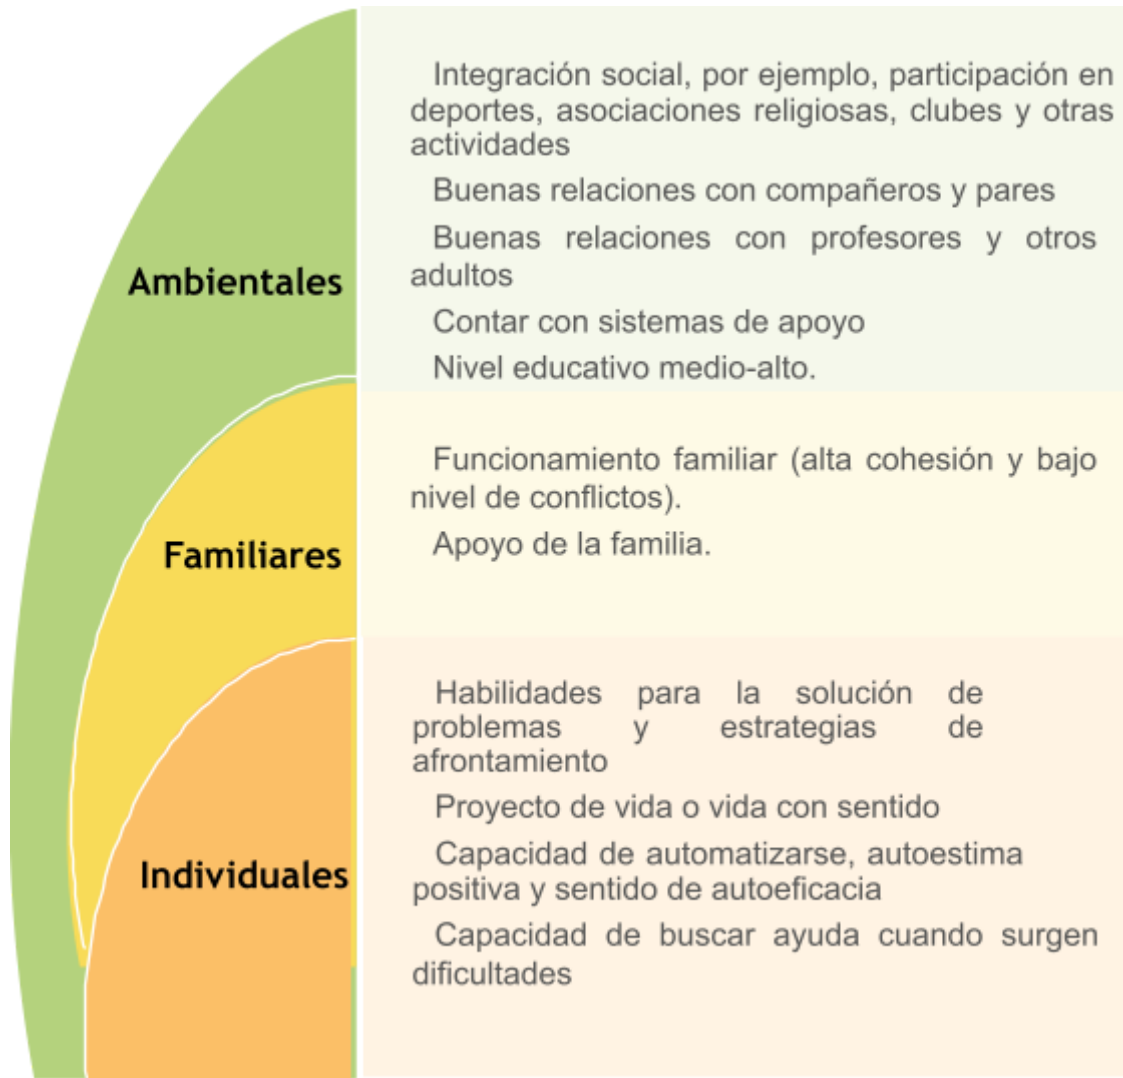 Integración social, por ejemplo, participación en
deportes, asociaciones religiosas, clubes y otras
actividades
Buenas relaciones con compañeros y pares
Buenas relaciones con profesores y otros
adultos
Contar con sistemas de apoyo
Nivel educativo medio-alto.
Ambientales
Funcionamiento familiar (alta cohesión y bajo
nivel de conflictos).
Apoyo de la familia.
Familiares
Habilidades para la solución de
problemas y estrategias de
afrontamiento
Proyecto de vida o vida con sentido
Capacidad de automatizarse, autoestima
positiva y sentido de autoeficacia
Capacidad de buscar ayuda cuando surgen
dificultades
Individuales